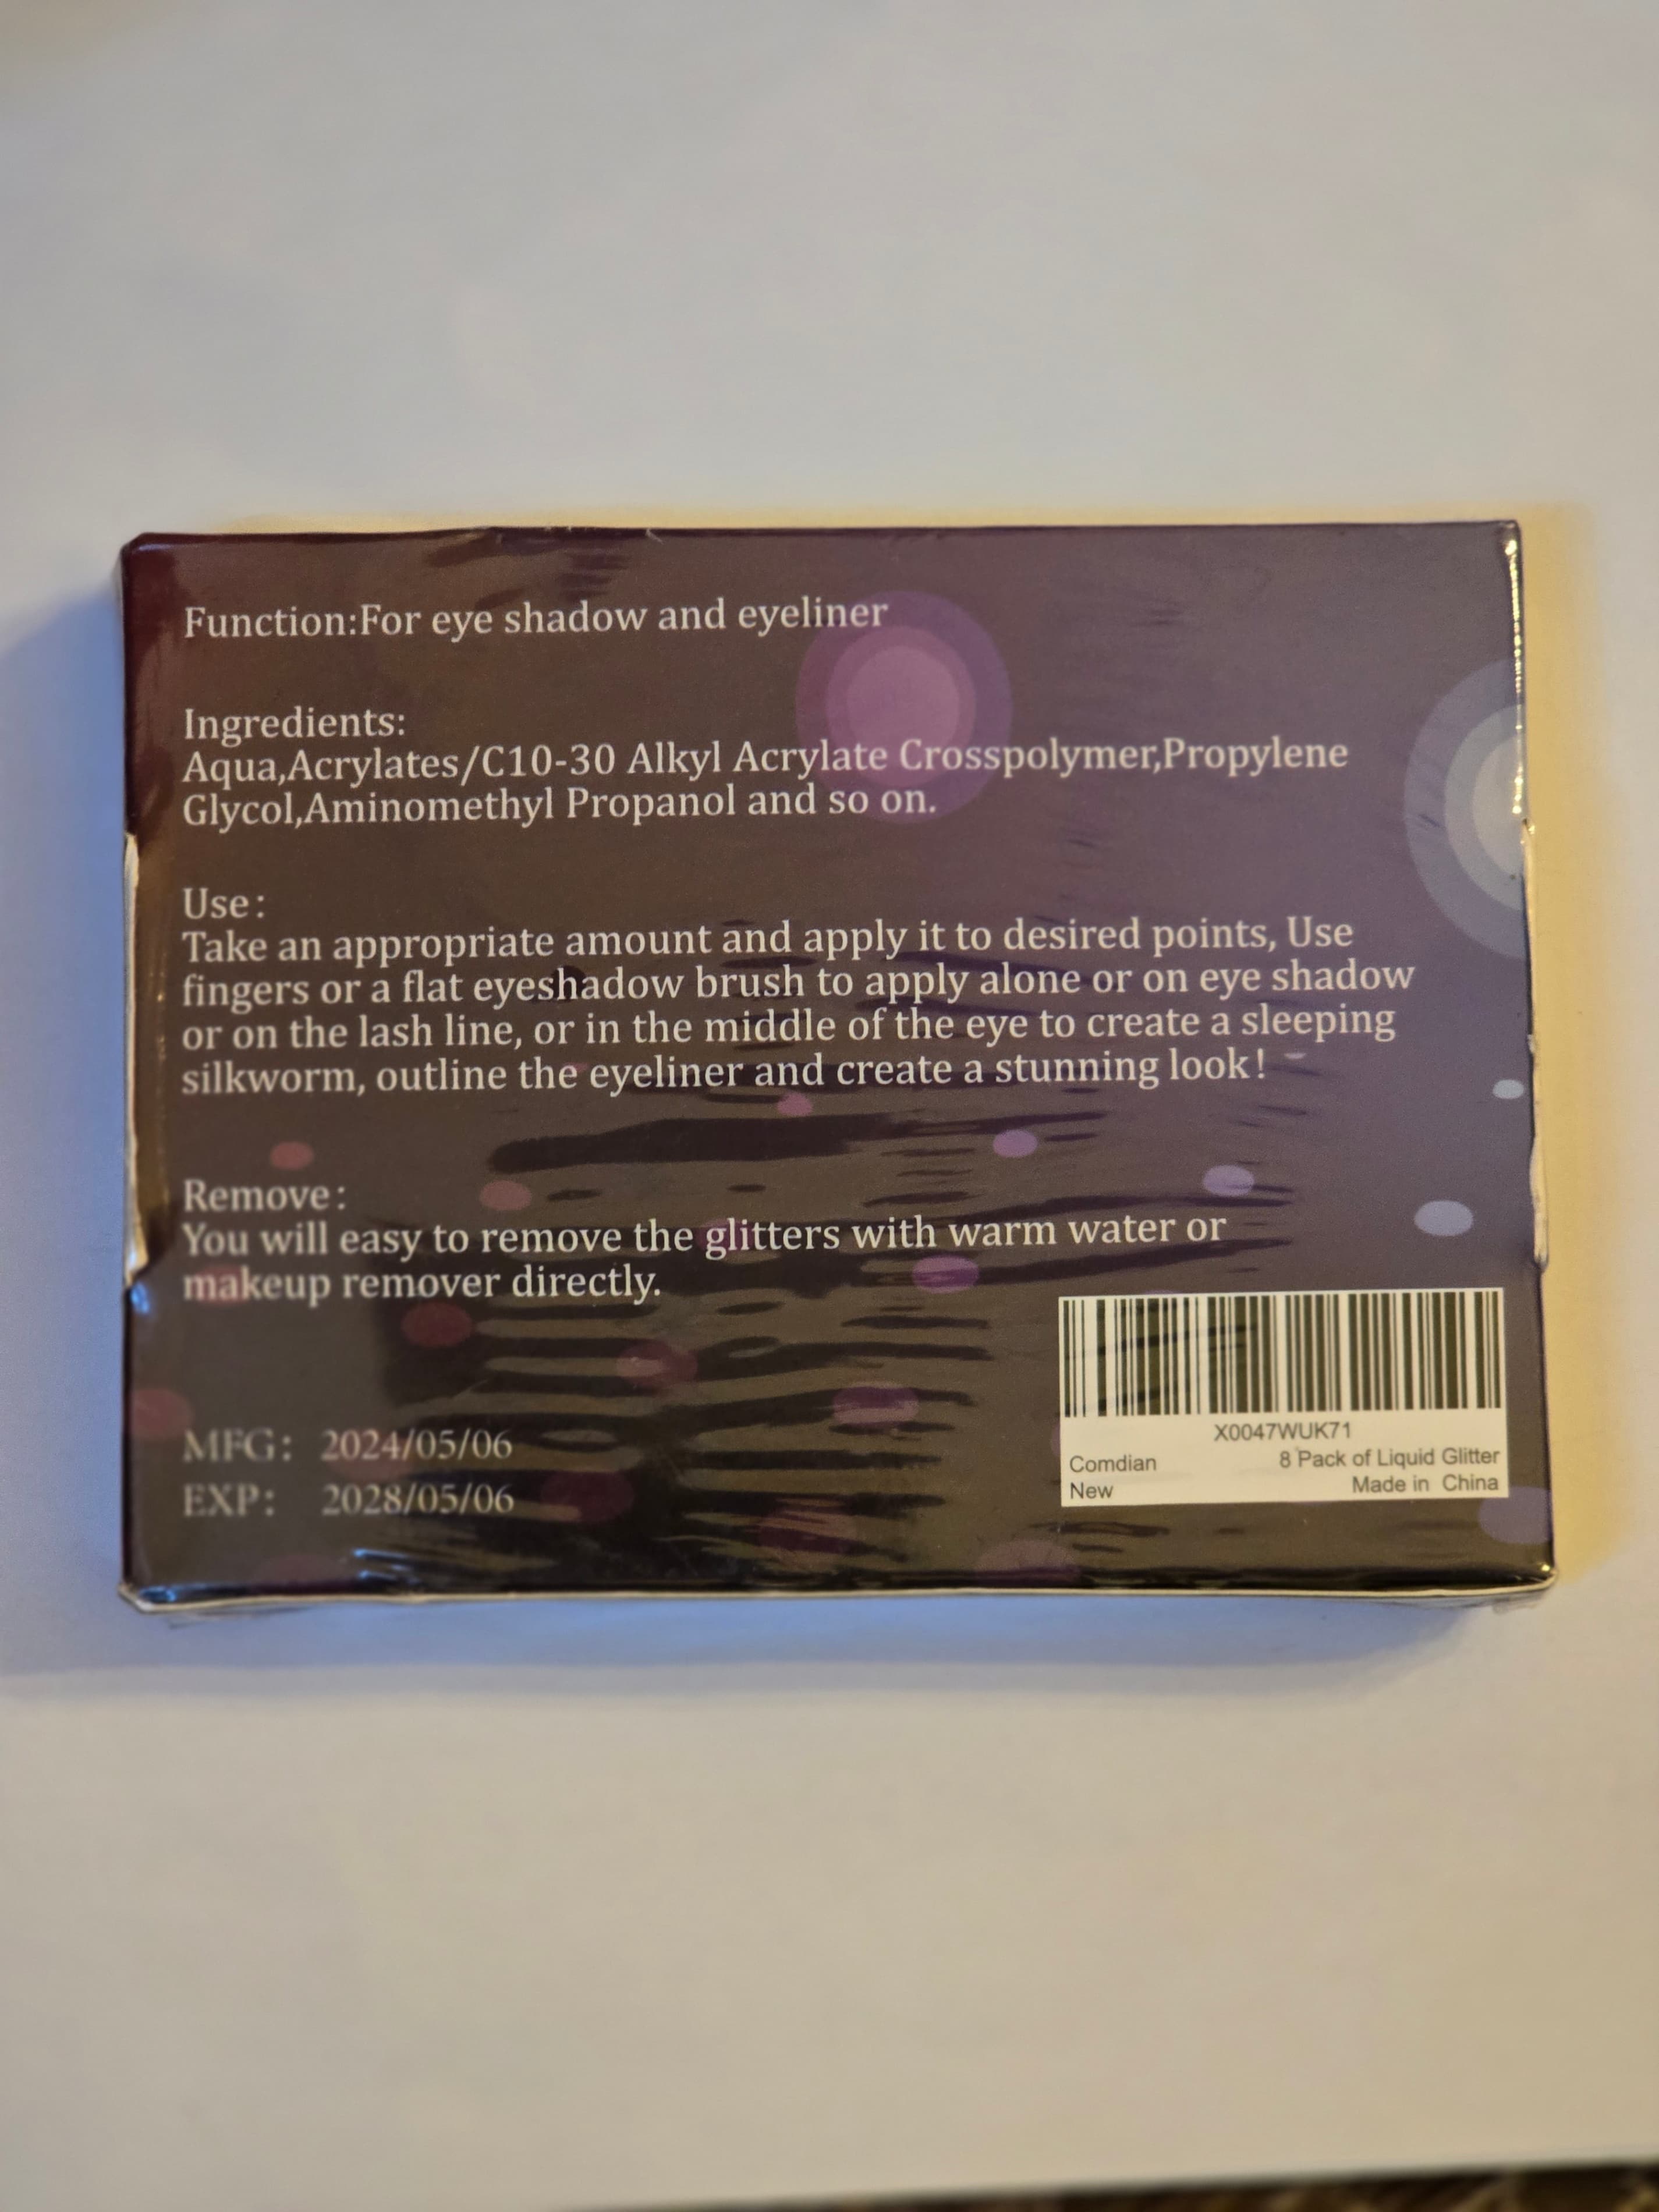 Function:For eye shadow and eyeliner
Ingredients:
Aqua,Acrylates/C10-30 Alkyl Acrylate Crosspolymer,Propylene
Glycol,Aminomethyl Propanol and so on.
Use:
Take an appropriate amount and apply it to desired points, Use
fingers or a flat eyeshadow brush to apply alone or on eye shadow
or on the lash line, or in the middle of the eye to create a sleeping
silkworm, outline the eyeliner and create a stunning look!
Remove:
You will easy to remove the glitters with warm water or
makeup remover directly.
MFG: 2024/05/06
EXP: 2028/05/06
X0047WUK71
Comdian 8 Pack of Liquid Glitter
New Made in China